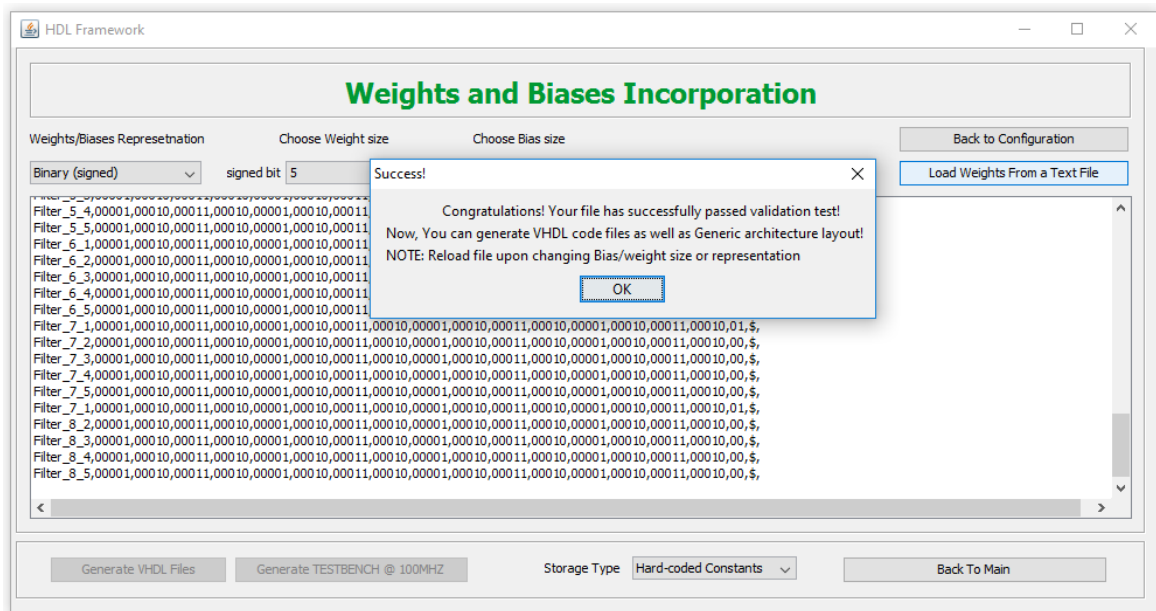 HDL Framework
Weights and Biases Incorporation
Weights/Biases Represetnation Choose Weight size Choose Bias size Back to Configuration
Binary (signed) signed bit 5 Load Weights From a Text File
Success!
Congratulations! Your file has successfully passed validation test!
Now, You can generate VHDL code files as well as Generic architecture layout!
NOTE: Reload file upon changing Bias/weight size or representation
OK
Filter_5_4,00001,00010,00011,00010,00001,00010,00011
Filter_5_5,00001,00010,00011,00010,00001,00010,00011
Filter_6_1,00001,00010,00011,00010,00001,00010,00011
Filter_6_2,00001,00010,00011,00010,00001,00010,00011
Filter_6_3,00001,00010,00011,00010,00001,00010,00011
Filter_6_4,00001,00010,00011,00010,00001,00010,00011
Filter_6_5,00001,00010,00011,00010,00001,00010,00011
Filter_7_1,00001,00010,00011,00010,00001,00010,00011,00010,00001,00010,00011,00010,00001,00010,00011,00010,01,$,
Filter_7_2,00001,00010,00011,00010,00001,00010,00011,00010,00001,00010,00011,00010,00001,00010,00011,00010,00,$,
Filter_7_3,00001,00010,00011,00010,00001,00010,00011,00010,00001,00010,00011,00010,00001,00010,00011,00010,00,$,
Filter_7_4,00001,00010,00011,00010,00001,00010,00011,00010,00001,00010,00011,00010,00001,00010,00011,00010,00,$,
Filter_7_5,00001,00010,00011,00010,00001,00010,00011,00010,00001,00010,00011,00010,00001,00010,00011,00010,00,$,
Filter_7_1,00001,00010,00011,00010,00001,00010,00011,00010,00001,00010,00011,00010,00001,00010,00011,00010,01,$,
Filter_8_2,00001,00010,00011,00010,00001,00010,00011,00010,00001,00010,00011,00010,00001,00010,00011,00010,00,$,
Filter_8_3,00001,00010,00011,00010,00001,00010,00011,00010,00001,00010,00011,00010,00001,00010,00011,00010,00,$,
Filter_8_4,00001,00010,00011,00010,00001,00010,00011,00010,00001,00010,00011,00010,00001,00010,00011,00010,00,$,
Filter_8_5,00001,00010,00011,00010,00001,00010,00011,00010,00001,00010,00011,00010,00001,00010,00011,00010,00,$,
Generate VHDL Files Generate TESTBENCH @ 100MHZ Storage Type Hard-coded Constants Back To Main